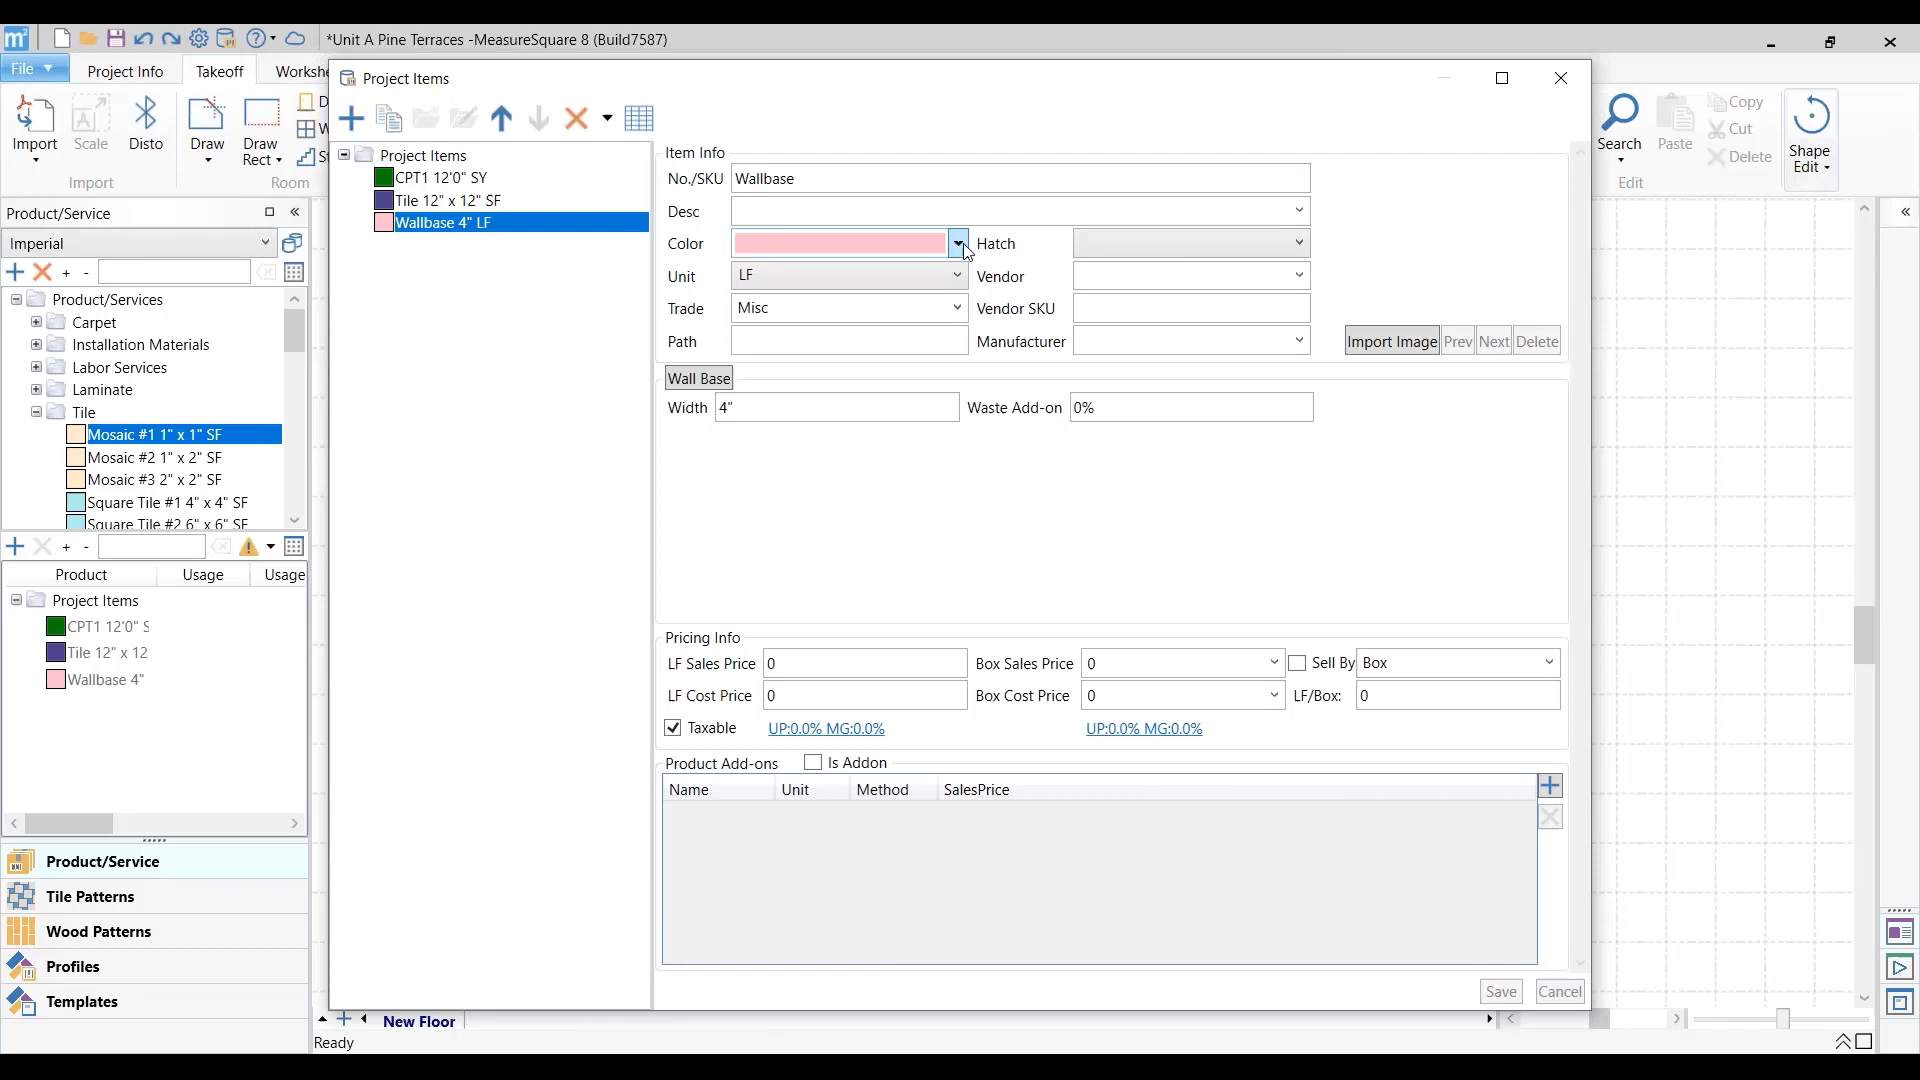 m²
*Unit A Pine Terraces -MeasureSquare 8 (Build7587)
File
Project Info
Takeoff
Import
Scale
Disto
Draw
Draw
Rect
Import
Room
Project Items
Search
Paste
Copy
Cut
Delete
Shape
Edit
Edit
Product/Service
Imperial
+ -
Product/Services
Carpet
Installation Materials
Labor Services
Laminate
Tile
Mosaic #1 1" x 1" SF
Mosaic #2 1" x 2" SF
Mosaic #3 2" x 2" SF
Square Tile #1 4" x 4" SF
Square Tile #2 6" x 6" SF
+ -
Product Usage Usage
Project Items
CPT1 12'0" S
Tile 12" x 12
Wallbase 4"
Product/Service
Tile Patterns
Wood Patterns
Profiles
Templates
Project Items
CPT1 12'0" SY
Tile 12" x 12" SF
Wallbase 4" LF
Item Info
No./SKU Wallbase
Desc
Color Hatch
Unit LF Vendor
Trade Misc Vendor SKU
Path Manufacturer
Import Image Prev Next Delete
Wall Base
Width 4" Waste Add-on 0%
Pricing Info
LF Sales Price 0 Box Sales Price 0 Sell By Box
LF Cost Price 0 Box Cost Price 0 LF/Box: 0
Taxable UP:0.0% MG:0.0% UP:0.0% MG:0.0%
Product Add-ons Is Addon
Name Unit Method SalesPrice
Save Cancel
New Floor
Ready